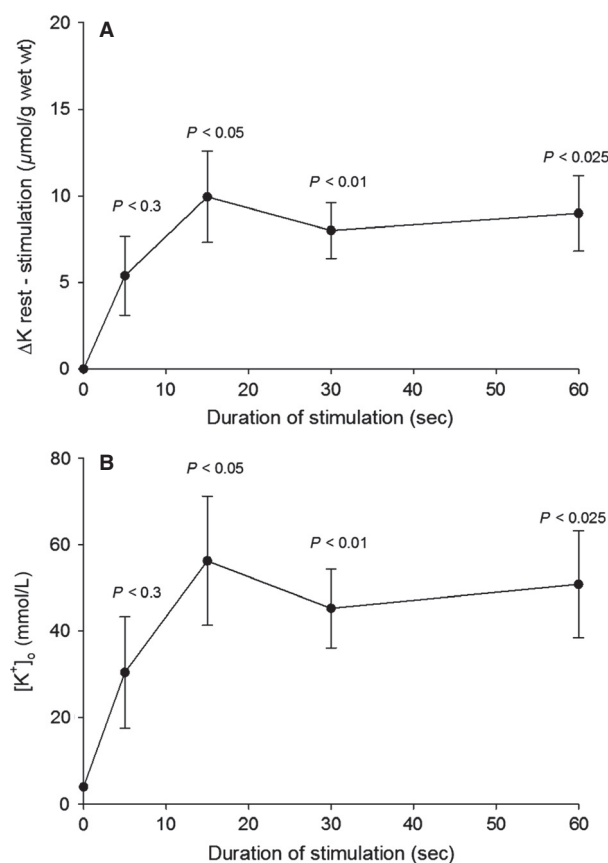 A
20
15
10
5
0
ΔK rest - stimulation (µmol/g wet wt)
P < 0.3
P < 0.05
P < 0.01
P < 0.025
0 10 20 30 40 50 60
Duration of stimulation (sec)
B
80
60
40
20
0
[K⁺]ₒ (mmol/L)
P < 0.3
P < 0.05
P < 0.01
P < 0.025
0 10 20 30 40 50 60
Duration of stimulation (sec)